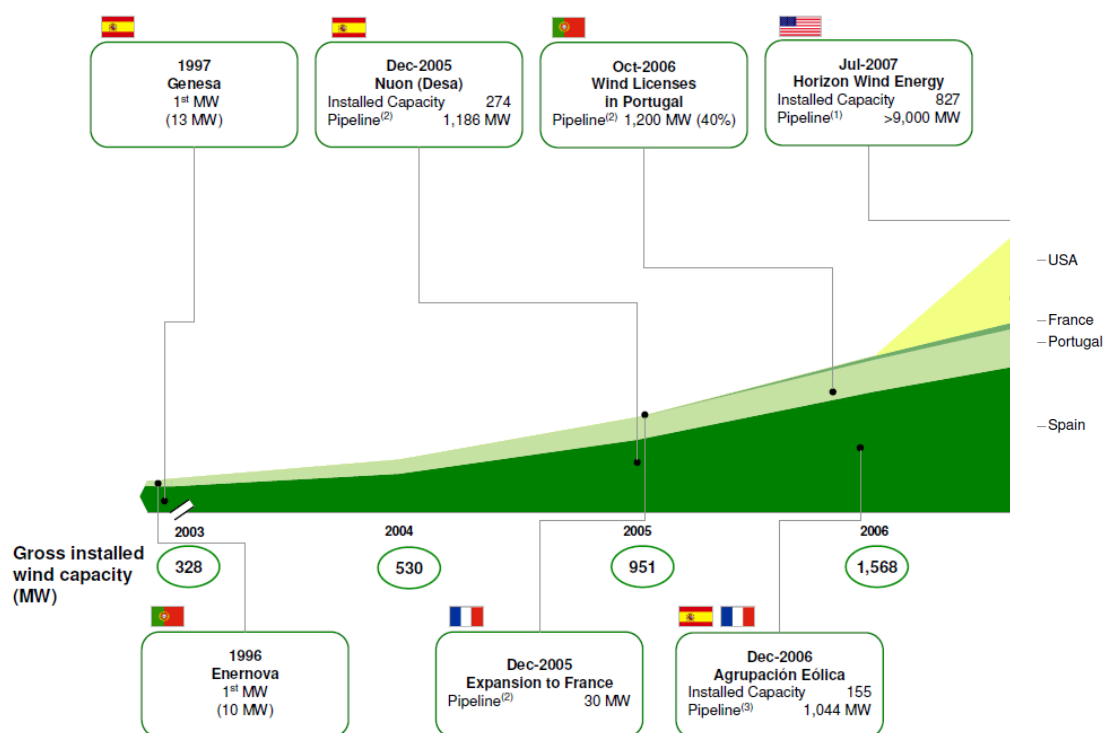 1997
Genesa
1st MW
(13 MW)
Dec-2005
Nuon (Desa)
Installed Capacity 274
Pipeline(2) 1,186 MW
Oct-2006
Wind Licenses
in Portugal
Pipeline(2) 1,200 MW (40%)
Jul-2007
Horizon Wind Energy
Installed Capacity 827
Pipeline(1) >9,000 MW
USA
France
Portugal
Spain
2003 2004 2005 2006
Gross installed
wind capacity
(MW)
328 530 951 1,568
1996
Enernova
1st MW
(10 MW)
Dec-2005
Expansion to France
Pipeline(2) 30 MW
Dec-2006
Agrupación Eólica
Installed Capacity 155
Pipeline(3) 1,044 MW